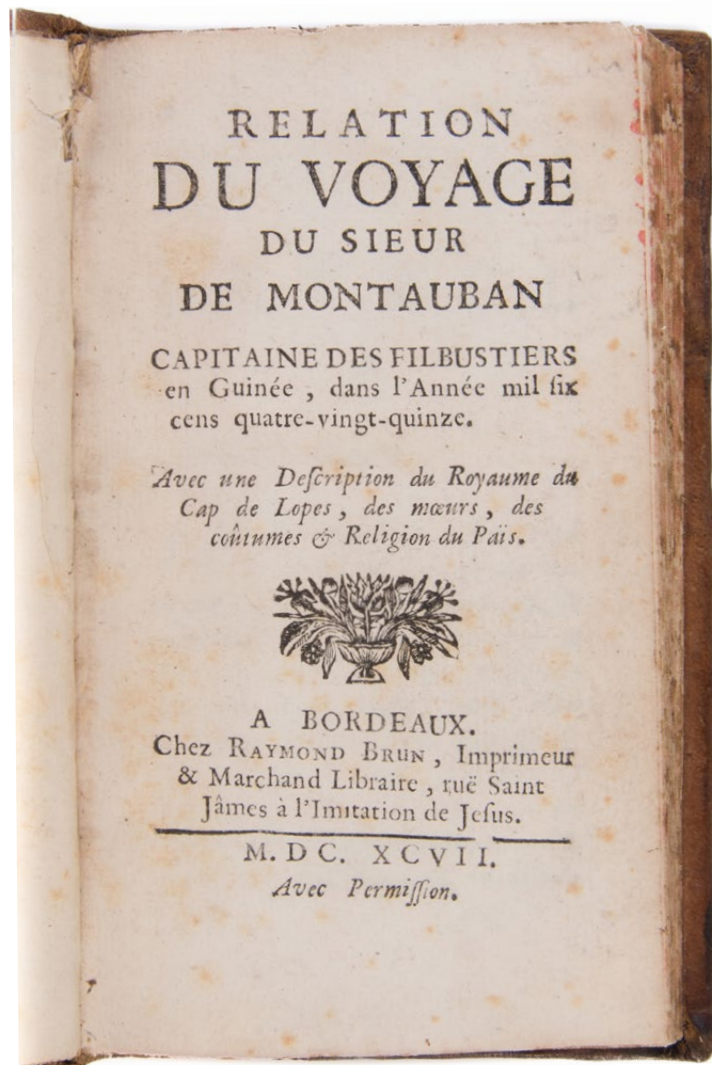 RELATION
DU VOYAGE
DU SIEUR
DE MONTAUBAN
CAPITAINE DES FILBUSTIERS
en Guinée, dans l'Année mil ſix
cens quatre-vingt-quinze.
Avec une Deſcription du Royaume du
Cap de Lopes, des mœurs, des
coûtumes & Religion du Païs.
A BORDEAUX.
Chez RAYMOND BRUN, Imprimeur
& Marchand Libraire, ruë Saint
Jâmes à l'Imitation de Jeſus.
M. DC. XCVII.
Avec Permiſſion.